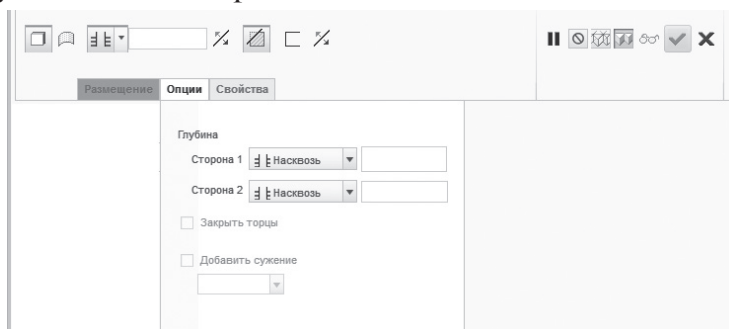 Размещение Опции Свойства
Глубина
Сторона 1 Насквозь
Сторона 2 Насквозь
Закрыть торцы
Добавить сужение